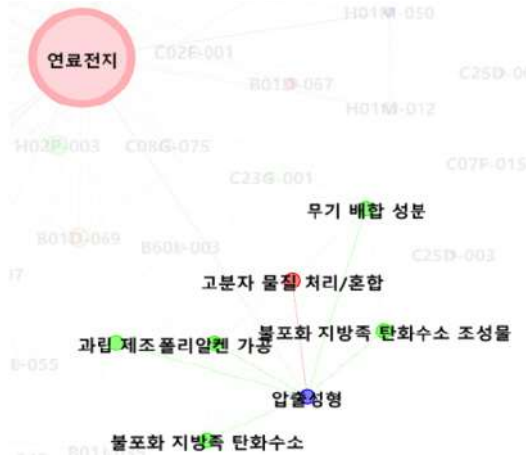 H01M-050
연료전지
C02F-001
C25D-0
B01D-067
H01M-012
H02P-003
C08G-075
C07F-015
C23G-001
무기 배합 성분
B01D-069
B60L-003
C25D-003
고분자 물질 처리/혼합
불포화 지방족 탄화수소 조성물
과립 제조
폴리알켄 가공
-055
압출성형
불포화 지방족 탄화수소